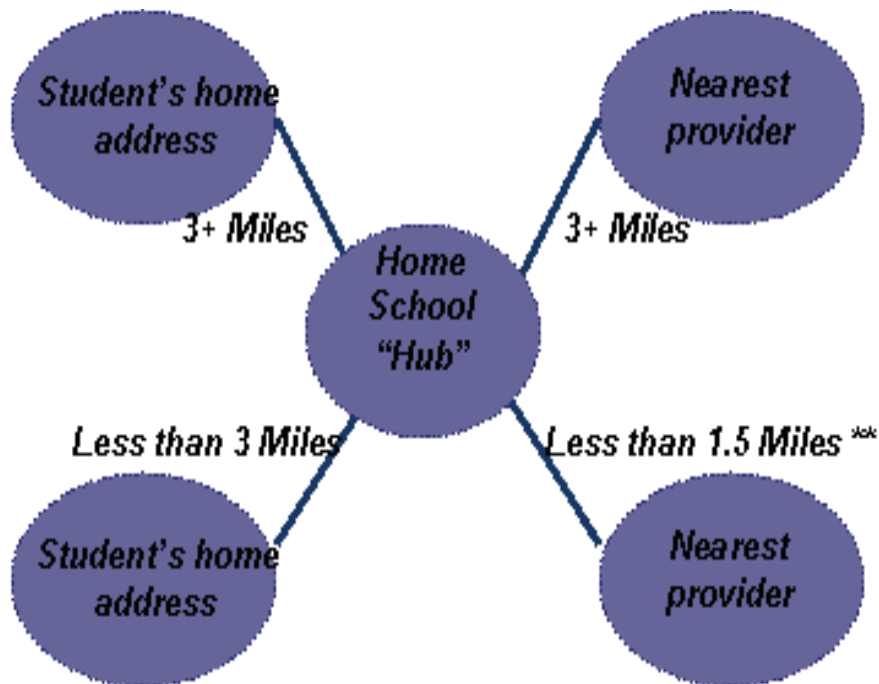 Student's home
address
Nearest
provider
3+ Miles
3+ Miles
Home
School
“Hub”
Less than 3 Miles
Less than 1.5 Miles **
Student's home
address
Nearest
provider